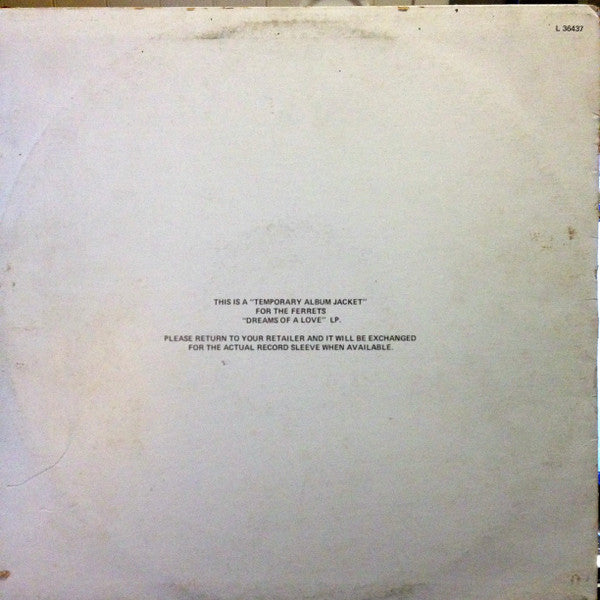 L 36437
THIS IS A "TEMPORARY ALBUM JACKET"
FOR THE FERRETS
"DREAMS OF A LOVE" LP.
PLEASE RETURN TO YOUR RETAILER AND IT WILL BE EXCHANGED
FOR THE ACTUAL RECORD SLEEVE WHEN AVAILABLE.